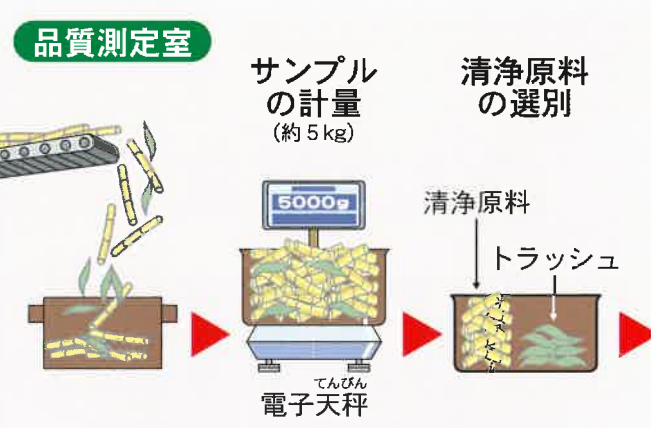 品質測定室
サンプル
の計量
(約5kg)
5000g
電子天秤
てんびん
清浄原料
の選別
清浄原料
トラッシュ